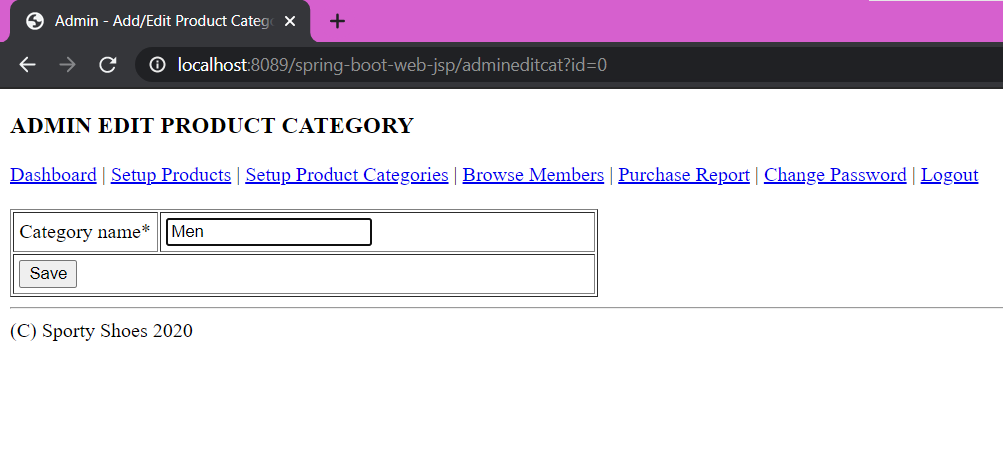 Admin - Add/Edit Product Categ
localhost:8089/spring-boot-web-jsp/admineditcat?id=0
ADMIN EDIT PRODUCT CATEGORY
Dashboard | Setup Products | Setup Product Categories | Browse Members | Purchase Report | Change Password | Logout
Category name* Men
Save
(C) Sporty Shoes 2020